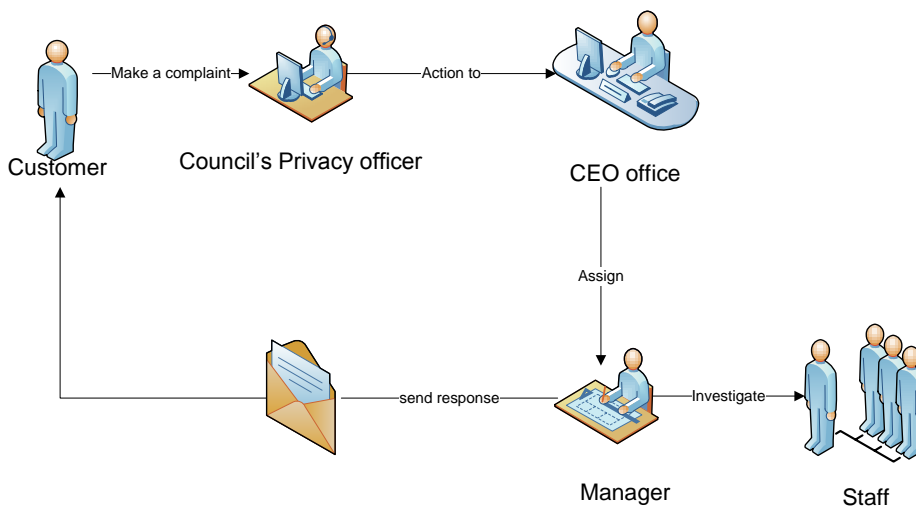 Make a complaint
Action to
Customer
Council's Privacy officer
CEO office
Assign
send response
Investigate
Manager
Staff